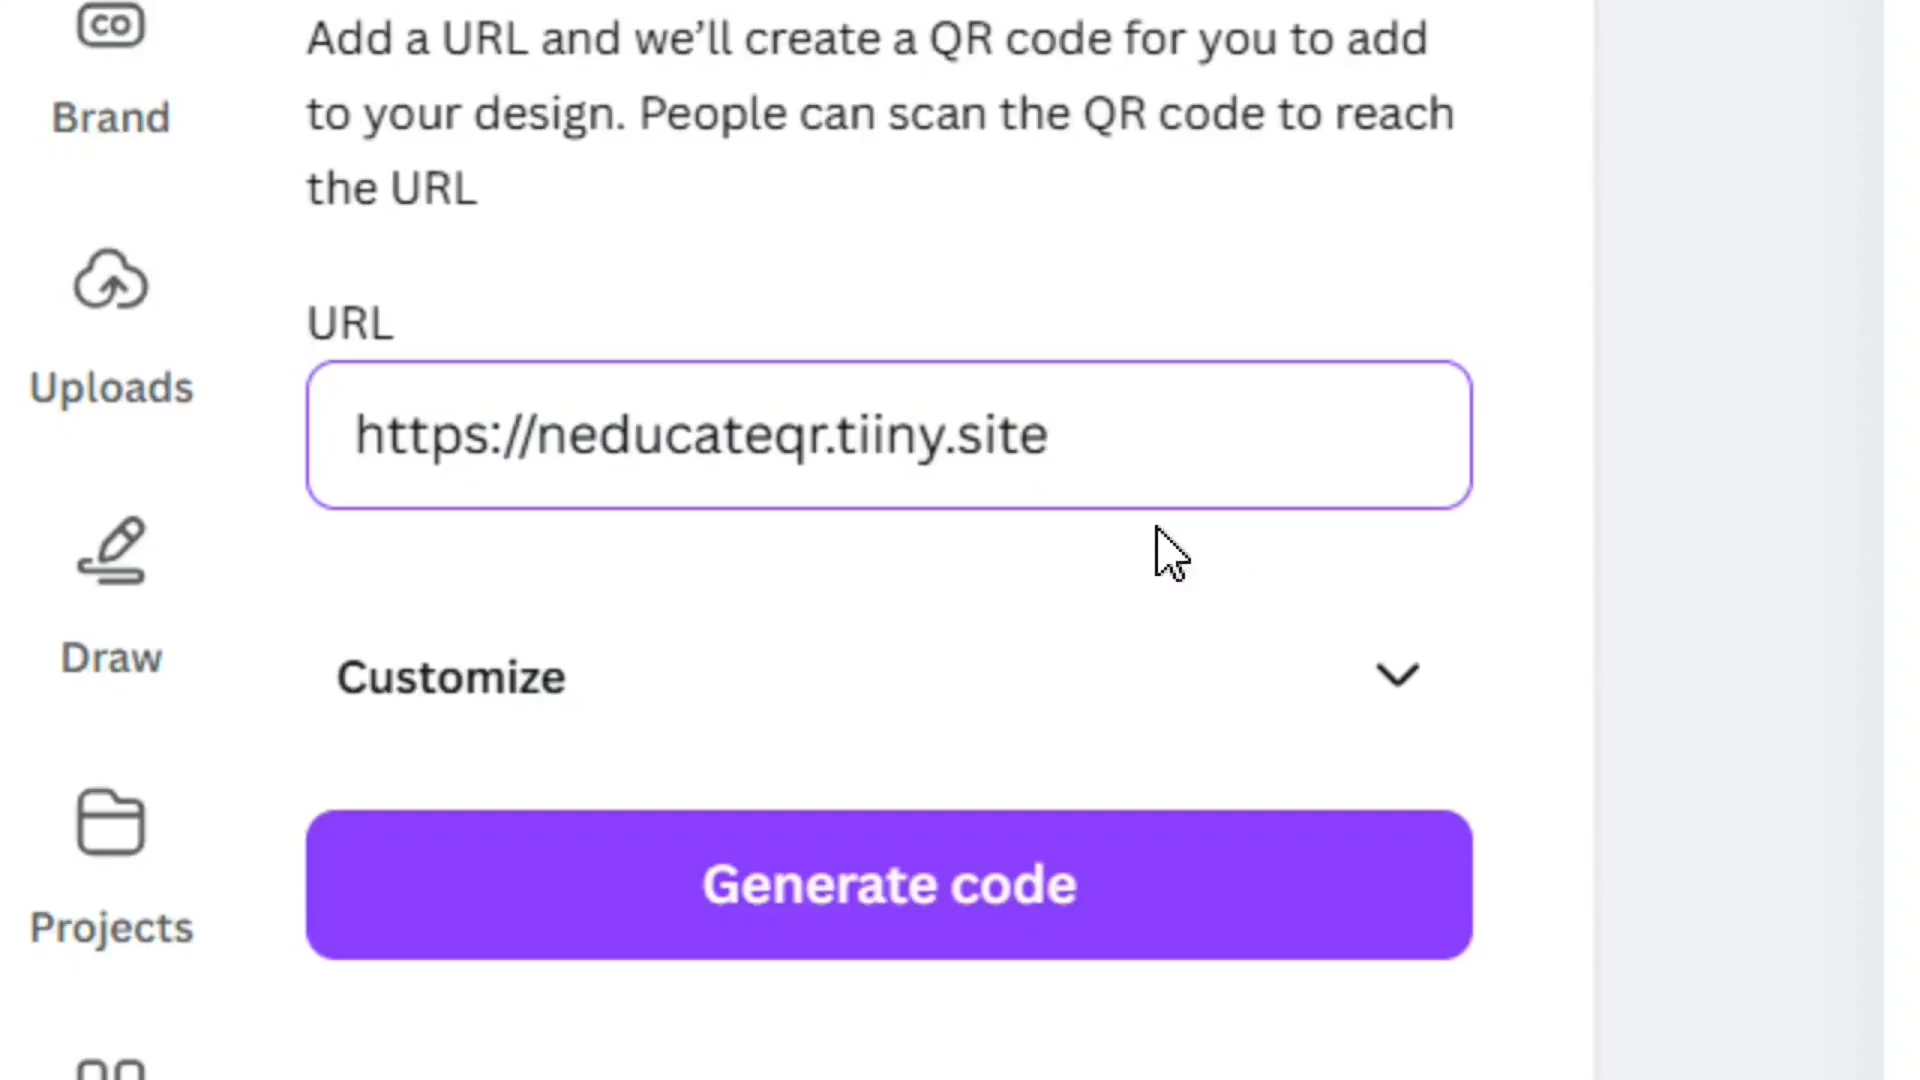 Add a URL and we’ll create a QR code for you to add
to your design. People can scan the QR code to reach
the URL
URL
https://neducateqr.tiiny.site
Customize
Generate code
CO
Brand
Uploads
Draw
Projects